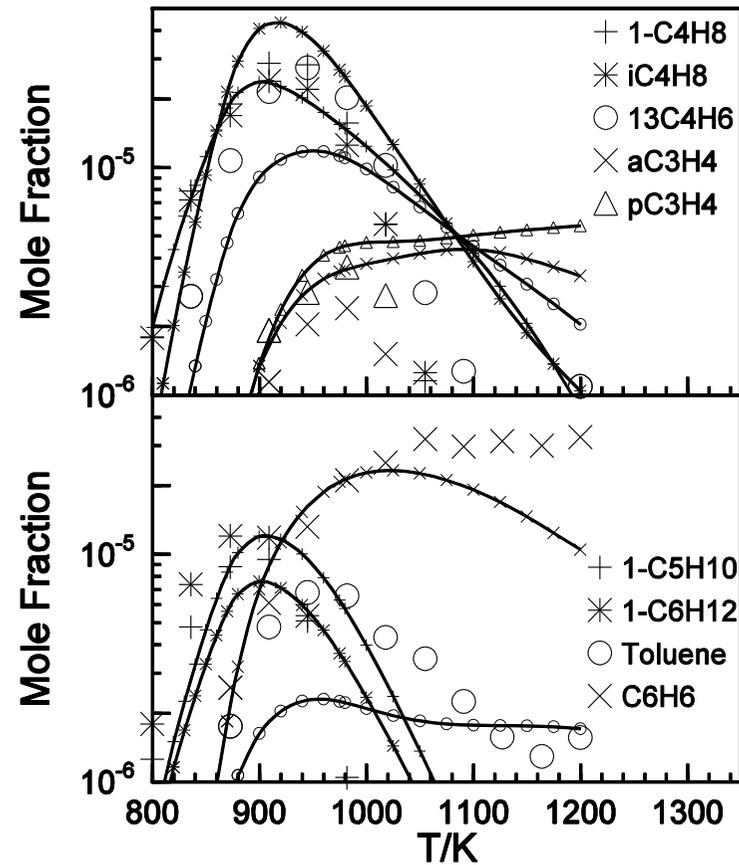 Mole Fraction
10-5
10-6
1-C4H8
iC4H8
13C4H6
aC3H4
pC3H4
Mole Fraction
10-5
10-6
1-C5H10
1-C6H12
Toluene
C6H6
800 900 1000 1100 1200 1300
T/K